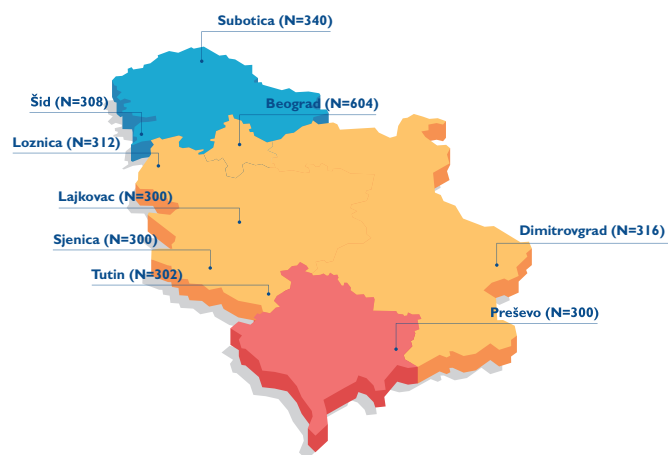 Subotica (N=340)
Šid (N=308)
Beograd (N=604)
Loznica (N=312)
Lajkovac (N=300)
Dimitrovgrad (N=316)
Sjenica (N=300)
Tutin (N=302)
Preševo (N=300)